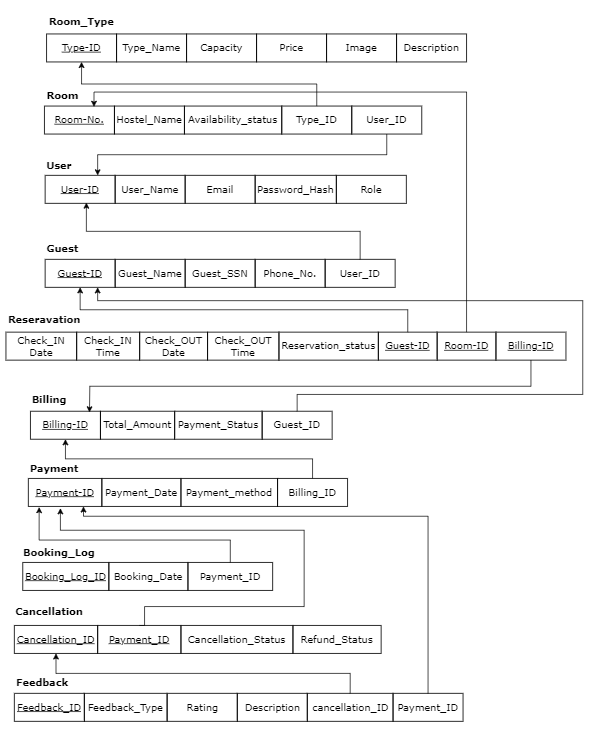 Room_Type
Type-ID Type_Name Capacity Price Image Description
Room
Room-No. Hostel_Name Availability_status Type_ID User_ID
User
User-ID User_Name Email Password_Hash Role
Guest
Guest-ID Guest_Name Guest_SSN Phone_No. User_ID
Reseravation
Check_IN Date Check_IN Time Check_OUT Date Check_OUT Time Reservation_status Guest-ID Room-ID Billing-ID
Billing
Billing-ID Total_Amount Payment_Status Guest_ID
Payment
Payment-ID Payment_Date Payment_method Billing_ID
Booking_Log
Booking_Log_ID Booking_Date Payment_ID
Cancellation
Cancellation_ID Payment_ID Cancellation_Status Refund_Status
Feedback
Feedback_ID Feedback_Type Rating Description cancellation_ID Payment_ID